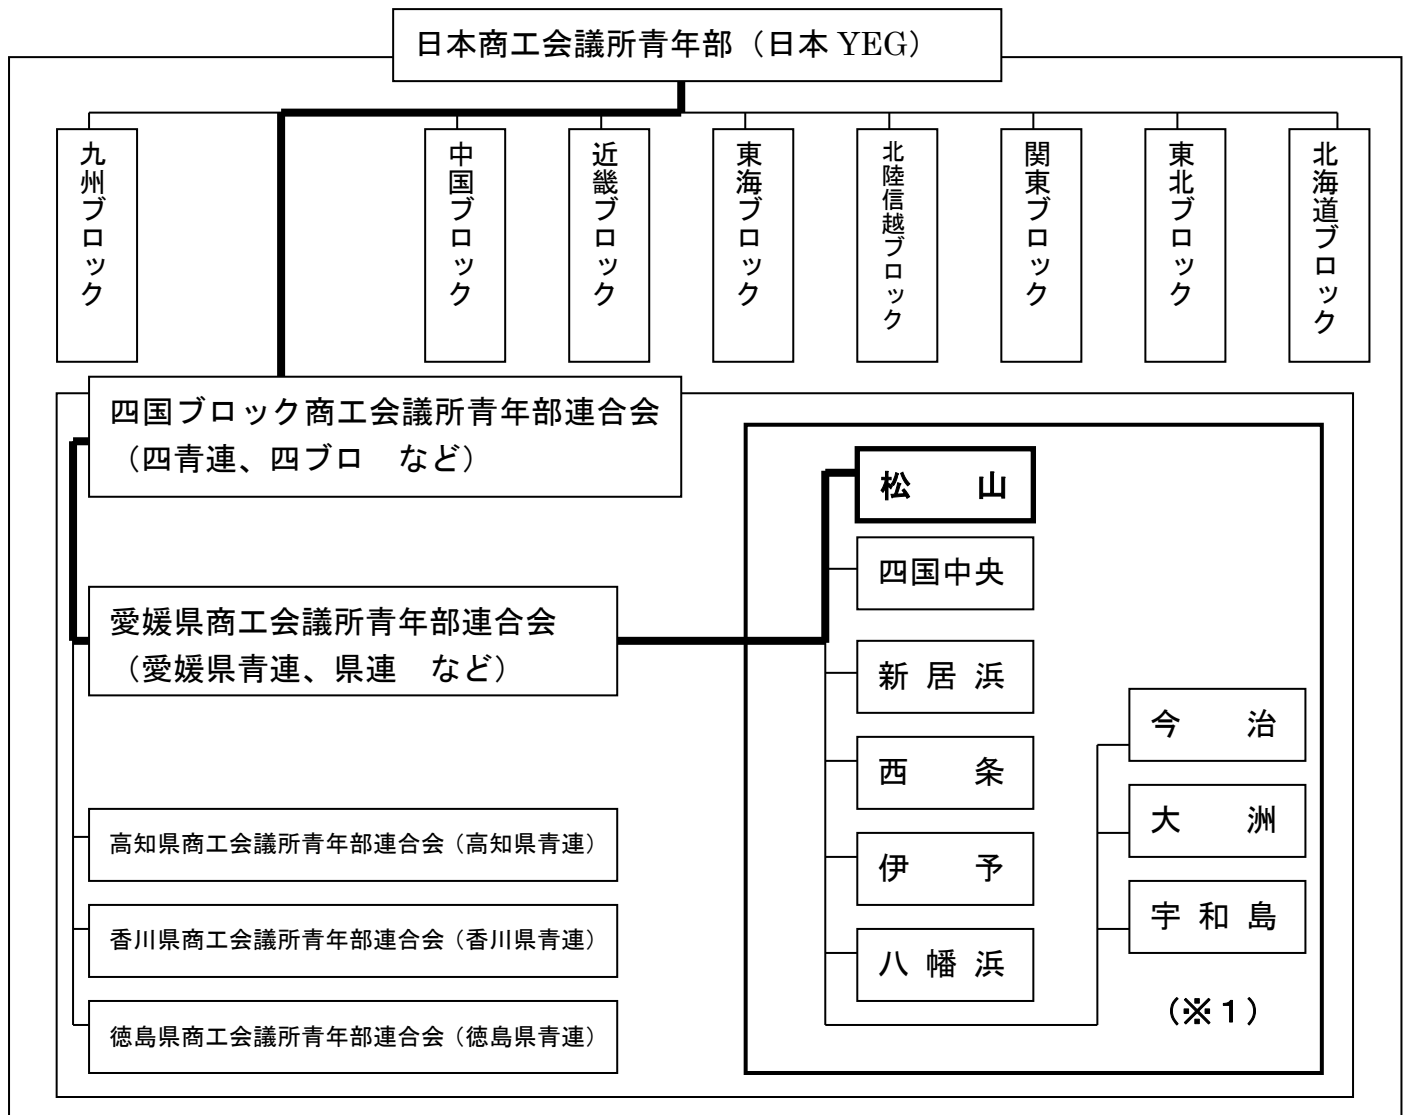 日本商工会議所青年部（日本 YEG）
九州ブロック
中国ブロック
近畿ブロック
東海ブロック
北陸信越ブロック
関東ブロック
東北ブロック
北海道ブロック
四国ブロック商工会議所青年部連合会
（四青連、四ブロ　など）
愛媛県商工会議所青年部連合会
（愛媛県青連、県連　など）
高知県商工会議所青年部連合会（高知県青連）
香川県商工会議所青年部連合会（香川県青連）
徳島県商工会議所青年部連合会（徳島県青連）
松　　山
四国中央
新 居 浜
西　　条
伊　　予
八 幡 浜
今　　治
大　　洲
宇 和 島
（※１）